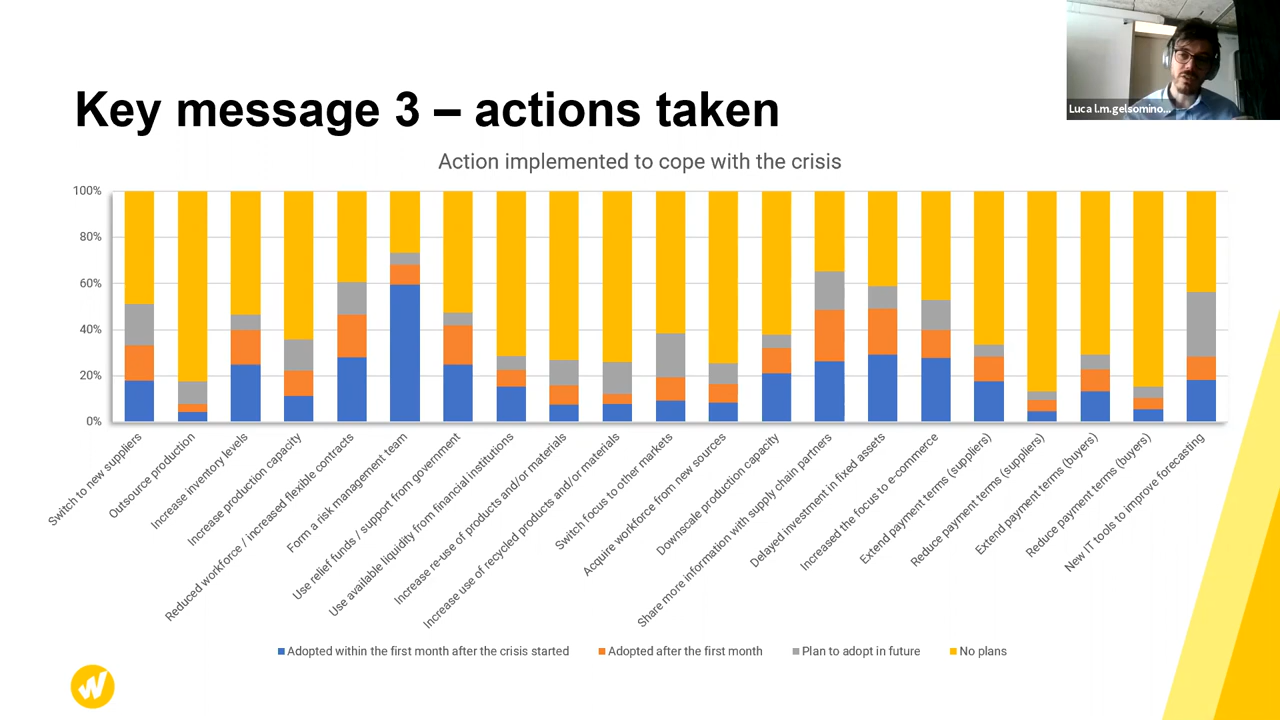 Luca l.m.gelsomino...
Key message 3 – actions taken
Action implemented to cope with the crisis
100%
80%
60%
40%
20%
0%
Switch to new suppliers
Outsource production
Increase inventory levels
Increase production capacity
Reduced workforce / increased flexible contracts
Form a risk management team
Use relief funds / support from government
Use available liquidity from financial institutions
Increase re-use of products and/or materials
Increase use of recycled products and/or materials
Switch focus to other markets
Acquire workforce from new sources
Downscale production capacity
Share more information with supply chain partners
Delayed investment in fixed assets
Increased the focus to e-commerce
Extend payment terms (suppliers)
Reduce payment terms (suppliers)
Extend payment terms (buyers)
Reduce payment terms (buyers)
New IT tools to improve forecasting
Adopted within the first month after the crisis started
Adopted after the first month
Plan to adopt in future
No plans